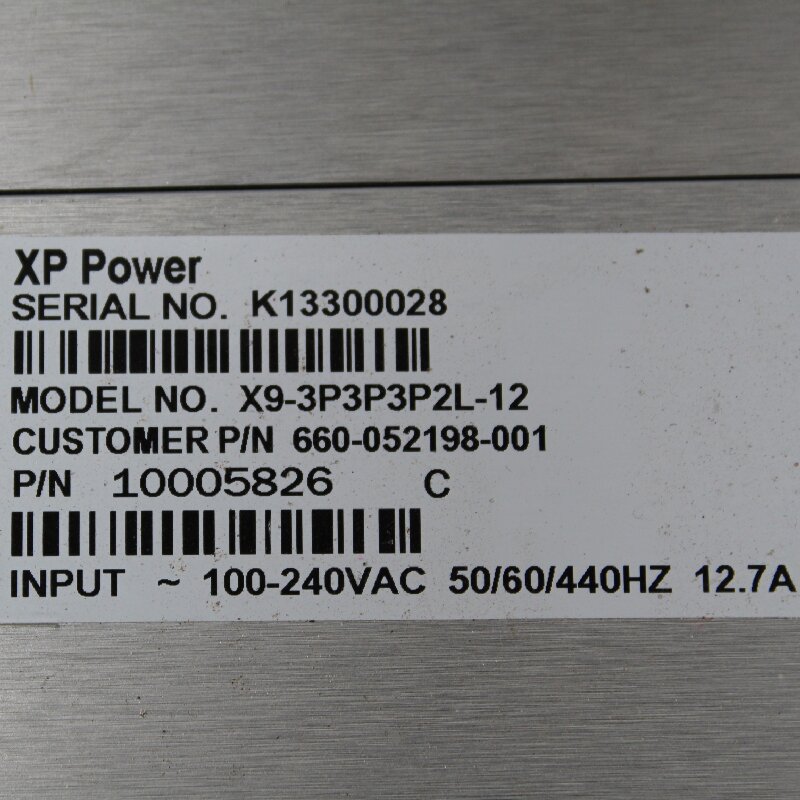 XP Power
SERIAL NO. K13300028
MODEL NO. X9-3P3P3P2L-12
CUSTOMER P/N 660-052198-001
P/N 10005826 C
INPUT ~ 100-240VAC 50/60/440HZ 12.7A